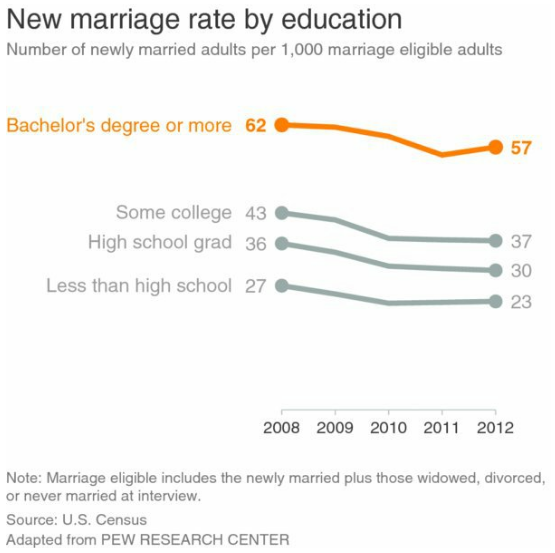 New marriage rate by education
Number of newly married adults per 1,000 marriage eligible adults
Bachelor's degree or more 62
57
Some college 43
37
High school grad 36
30
Less than high school 27
23
2008 2009 2010 2011 2012
Note: Marriage eligible includes the newly married plus those widowed, divorced,
or never married at interview.
Source: U.S. Census
Adapted from PEW RESEARCH CENTER